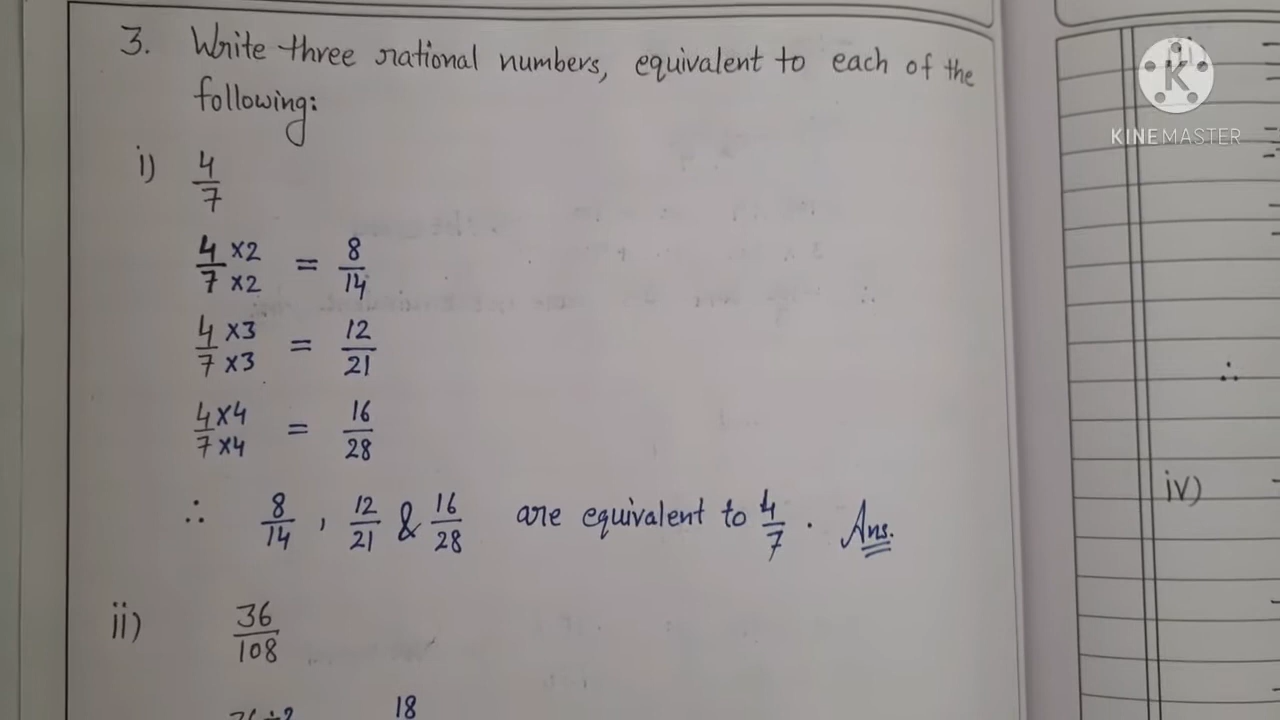 3. Write three rational numbers, equivalent to each of the
following:
i) 4/7
4×2/7×2 = 8/14
4×3/7×3 = 12/21
4×4/7×4 = 16/28
∴ 8/14, 12/21 & 16/28 are equivalent to 4/7. Ans.
ii) 36/108
18
K
KINEMASTER
∴
iv)